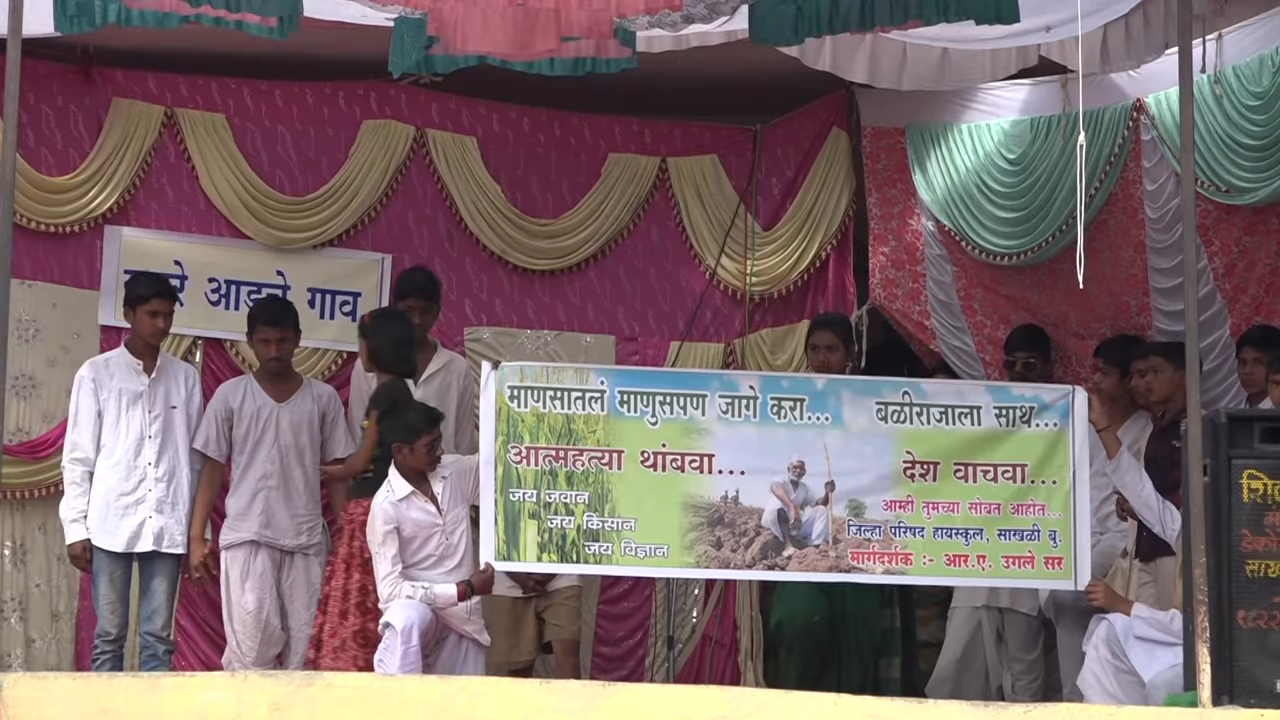 आडले गाव
माणसातलं माणुसपण जागे करा...
बळीराजाला साथ...
आत्महत्या थांबवा...
देश वाचवा...
जय जवान
जय किसान
जय विज्ञान
आम्ही तुमच्या सोबत आहोत...
जिल्हा परिषद हायस्कुल, साखळी बु.
मार्गदर्शक :- आर.ए. उगले सर